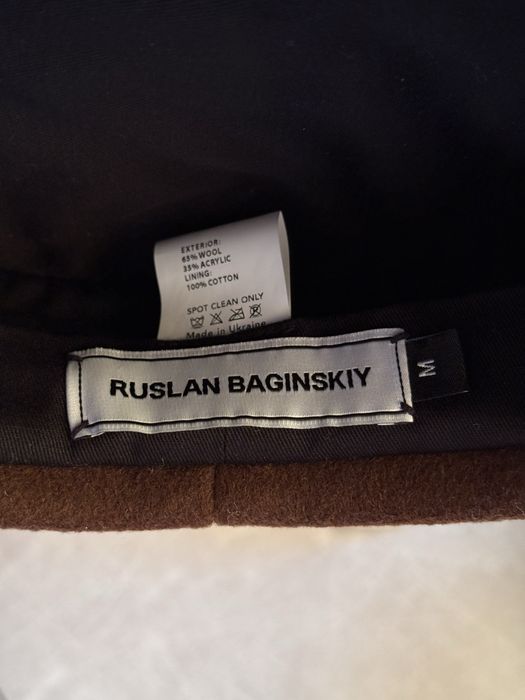 EXTERIOR:
65% WOOL
35% ACRYLIC
LINING:
100% COTTON
SPOT CLEAN ONLY
Made in Ukraine
RUSLAN BAGINSKIY
M